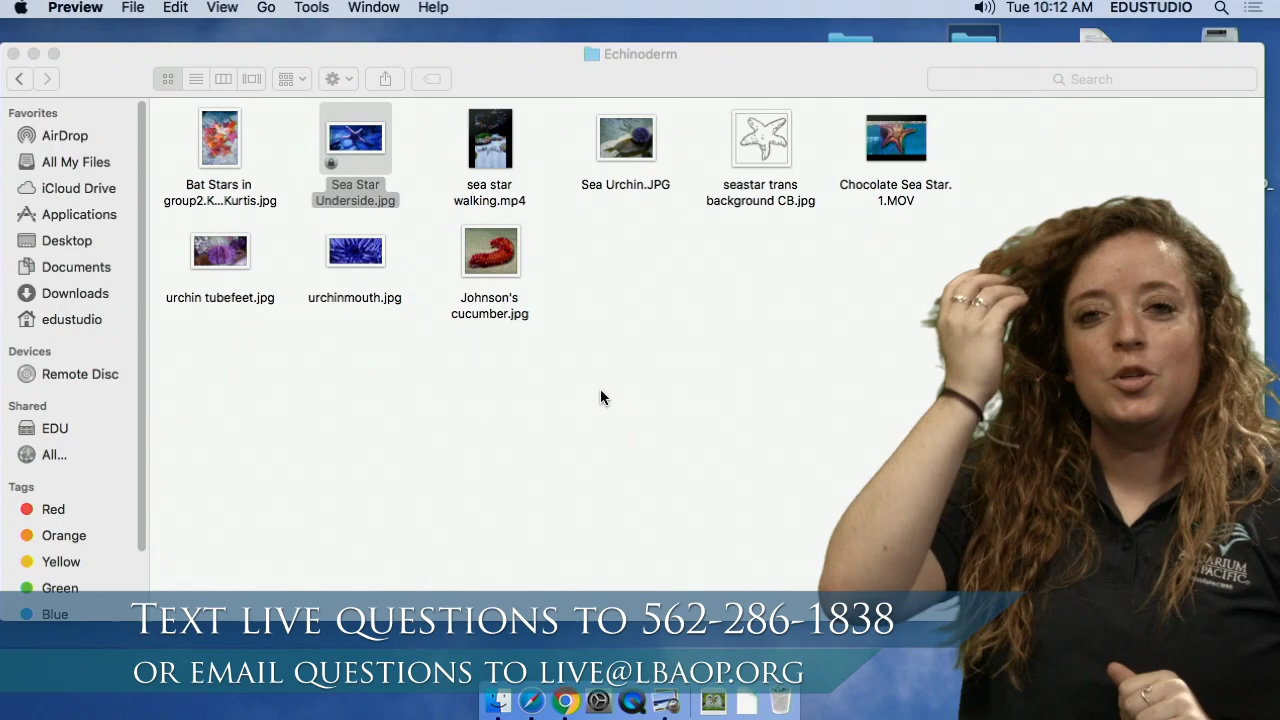 Preview File Edit View Go Tools Window Help Tue 10:12 AM EDUSTUDIO
Echinoderm
Search
Favorites
AirDrop
All My Files
iCloud Drive
Applications
Desktop
Documents
Downloads
edustudio
Devices
Remote Disc
Shared
EDU
All...
Tags
Red
Orange
Yellow
Green
Blue
Bat Stars in
group2.K...Kurtis.jpg
Sea Star
Underside.jpg
sea star
walking.mp4
Sea Urchin.JPG
seastar trans
background CB.jpg
Chocolate Sea Star.
1.MOV
urchin tubefeet.jpg
urchinmouth.jpg
Johnson's
cucumber.jpg
AQUARIUM
PACIFIC
Text live questions to 562-286-1838
or email questions to live@lbaop.org